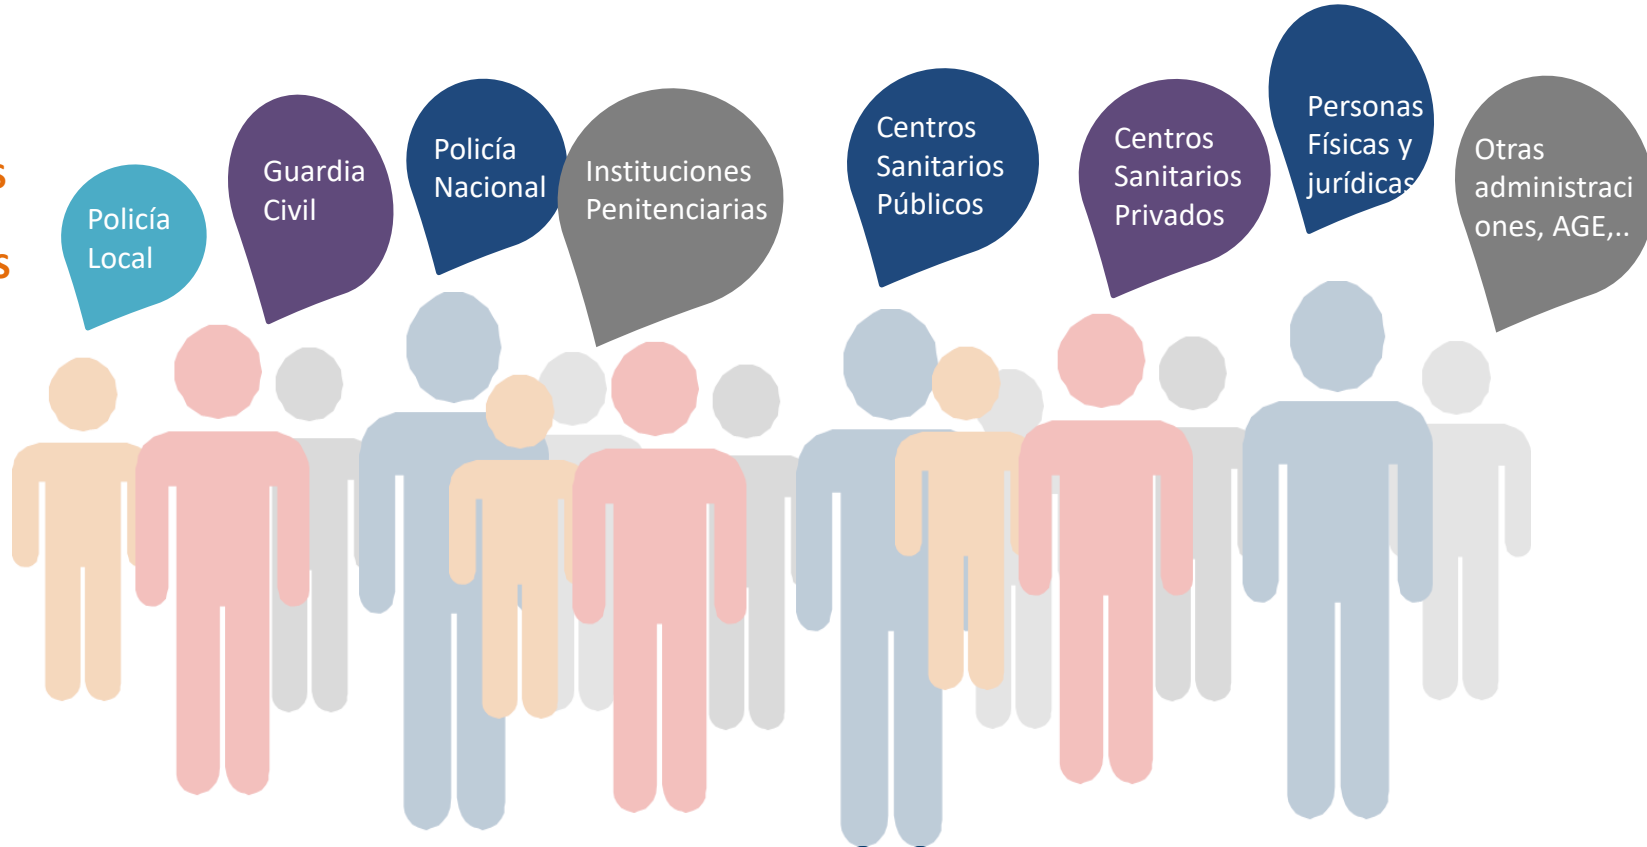 s
s
Policía
Local
Guardia
Civil
Policía
Nacional
Instituciones
Penitenciarias
Centros
Sanitarios
Públicos
Centros
Sanitarios
Privados
Personas
Físicas y
jurídicas
Otras
administraci
ones, AGE,..